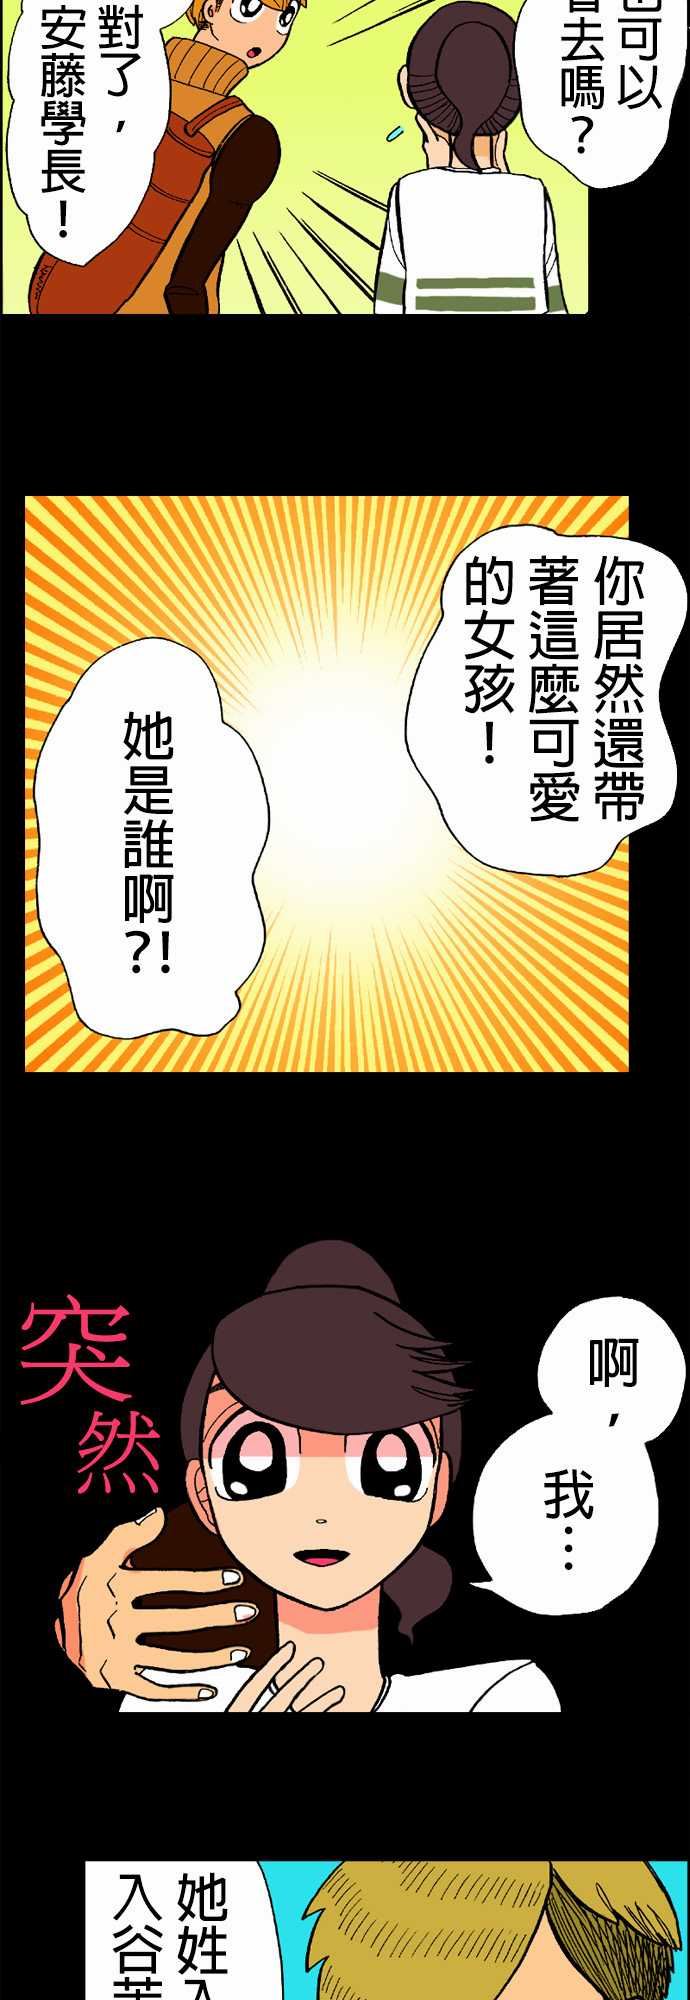 可以
去嗎？
對了，
安藤學長！
你居然還帶
著這麼可愛
的女孩！
她是誰啊?!
突然
啊，
我…
她姓入
入谷